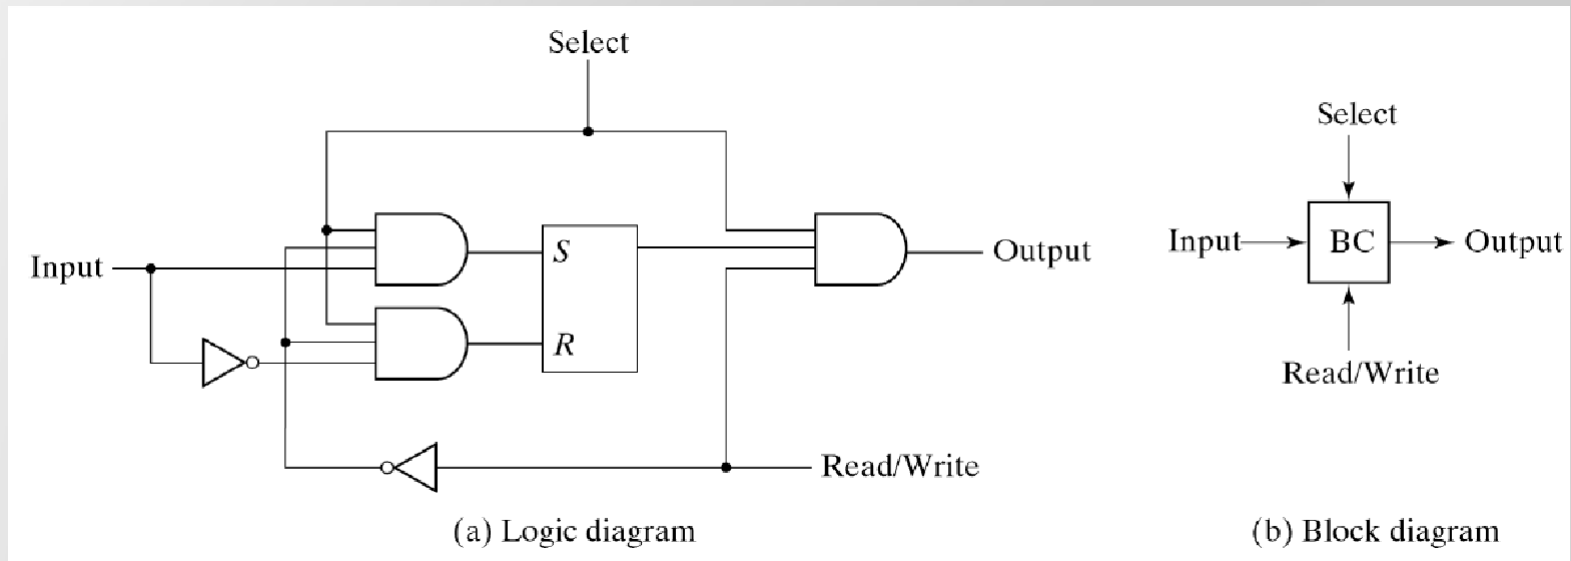 Select
Input
S
R
Output
Read/Write
(a) Logic diagram
Select
Input
BC
Output
Read/Write
(b) Block diagram